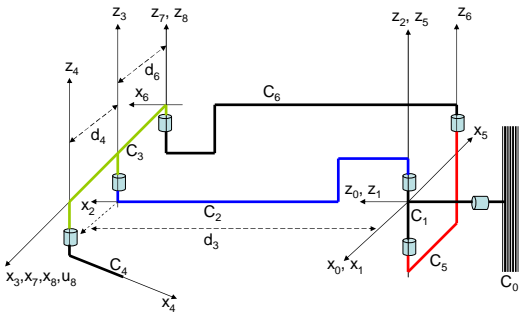 z₃
z₇, z₈
z₂, z₅
z₆
z₄
d₆
x₆
C₆
d₄
C₃
x₅
x₂
C₂
z₀, z₁
C₁
d₃
x₃,x₇,x₈,u₈
C₄
x₄
x₀, x₁
C₅
C₀